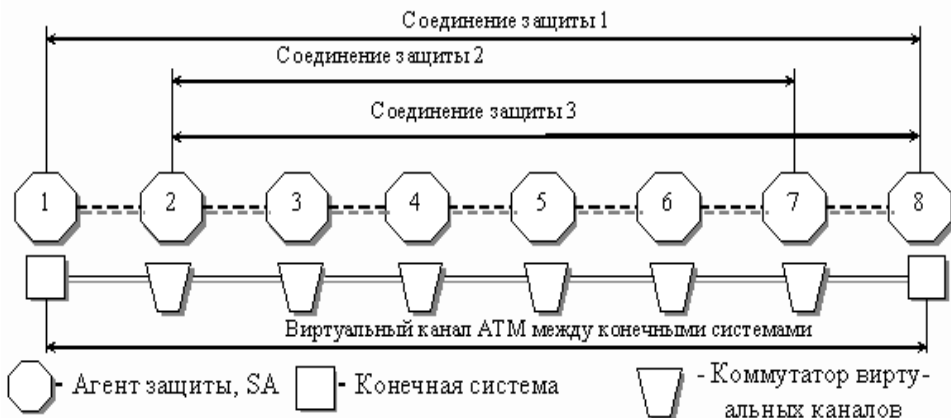 Соединение защиты 1
Соединение защиты 2
Соединение защиты 3
1 2 3 4 5 6 7 8
Виртуальный канал АТМ между конечными системами
- Агент защиты, SA
- Конечная система
- Коммутатор вирту-
альных каналов